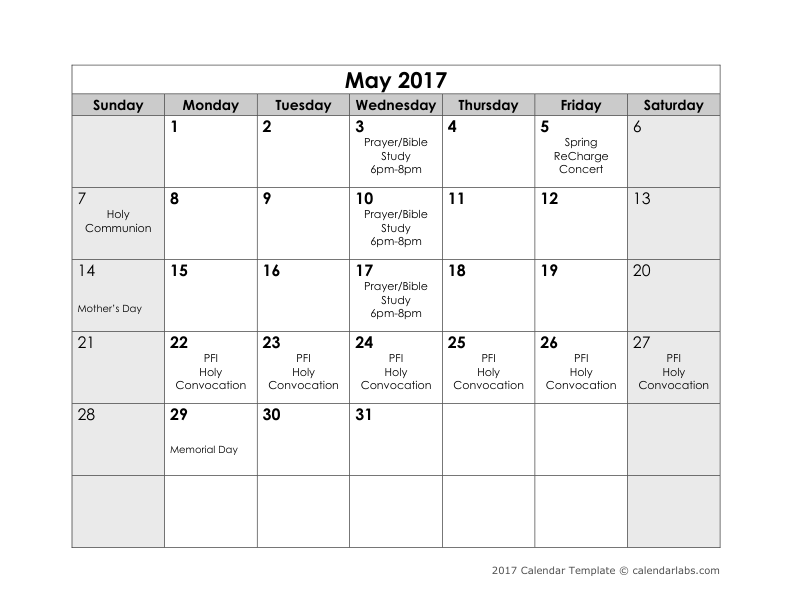 May 2017
Sunday Monday Tuesday Wednesday Thursday Friday Saturday
1 2 3 4 5 6
Prayer/Bible
Study
6pm-8pm
Spring
ReCharge
Concert
7 8 9 10 11 12 13
Holy
Communion
Prayer/Bible
Study
6pm-8pm
14 15 16 17 18 19 20
Mother's Day
Prayer/Bible
Study
6pm-8pm
21 22 23 24 25 26 27
PFI
Holy
Convocation
PFI
Holy
Convocation
PFI
Holy
Convocation
PFI
Holy
Convocation
PFI
Holy
Convocation
PFI
Holy
Convocation
28 29 30 31
Memorial Day
2017 Calendar Template © calendarlabs.com